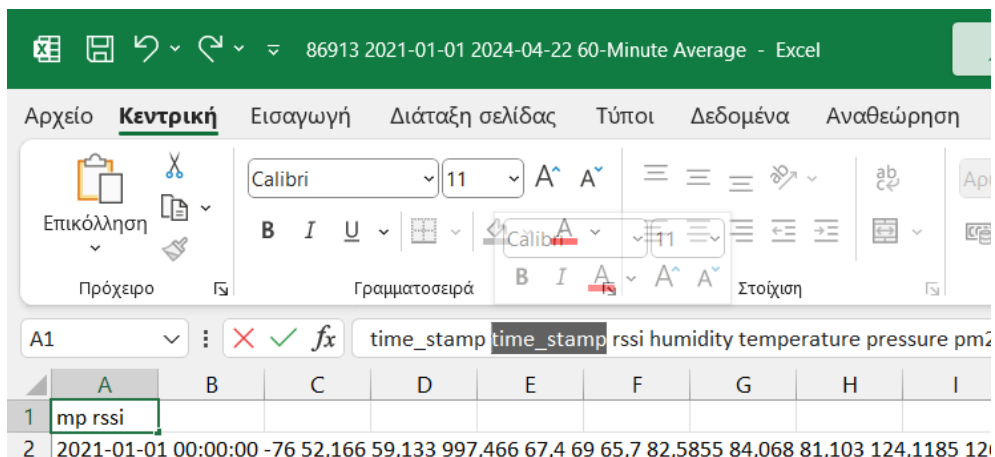 86913 2021-01-01 2024-04-22 60-Minute Average - Excel
Αρχείο Κεντρική Εισαγωγή Διάταξη σελίδας Τύποι Δεδομένα Αναθεώρηση
Calibri 11 A A ab
Επικόλληση
B I U A
Calibri 11
B I A A A
Πρόχειρο Γραμματοσειρά Στοίχιση
A1 fx time_stamp time_stamp rssi humidity temperature pressure
A B C D E F G H I
1 mp rssi
2 2021-01-01 00:00:00 -76 52,166 59,133 997,466 67,4 69 65,7 82,5855 84,068 81,103 124,1185